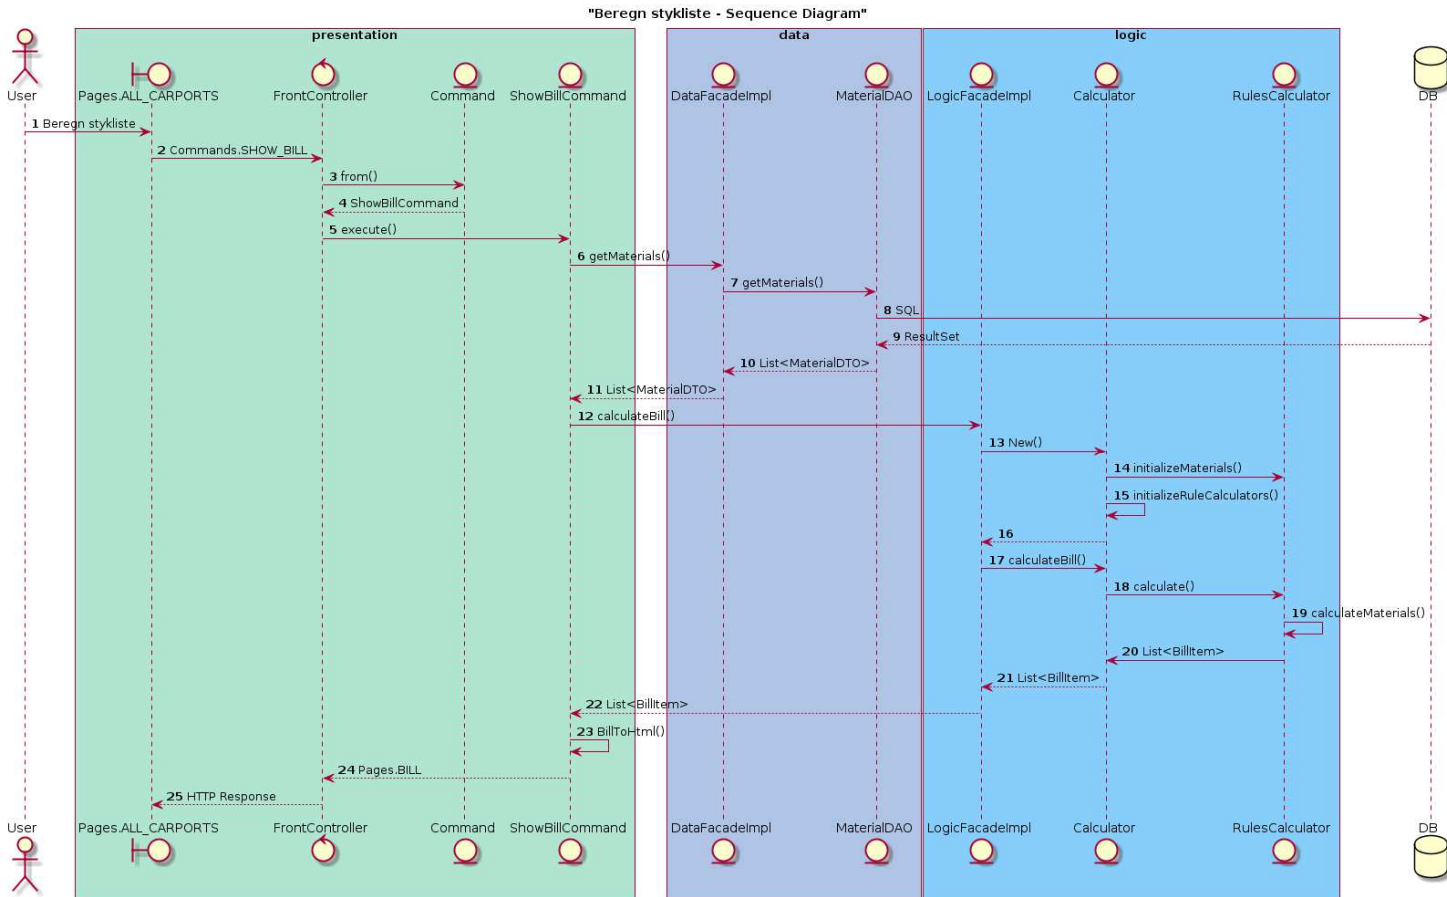 "Beregn stykliste - Sequence Diagram"
presentation
data
logic
User
Pages.ALL_CARPORTS
FrontController
Command
ShowBillCommand
DataFacadeImpl
MaterialDAO
LogicFacadeImpl
Calculator
RulesCalculator
DB
1 Beregn stykliste
2 Commands.SHOW_BILL
3 from()
4 ShowBillCommand
5 execute()
6 getMaterials()
7 getMaterials()
8 SQL
9 ResultSet
10 List<MaterialDTO>
11 List<MaterialDTO>
12 calculateBill()
13 New()
14 initializeMaterials()
15 initializeRuleCalculators()
16
17 calculateBill()
18 calculate()
19 calculateMaterials()
20 List<BillItem>
21 List<BillItem>
22 List<BillItem>
23 BillToHtml()
24 Pages.BILL
25 HTTP Response
User
Pages.ALL_CARPORTS
FrontController
Command
ShowBillCommand
DataFacadeImpl
MaterialDAO
LogicFacadeImpl
Calculator
RulesCalculator
DB